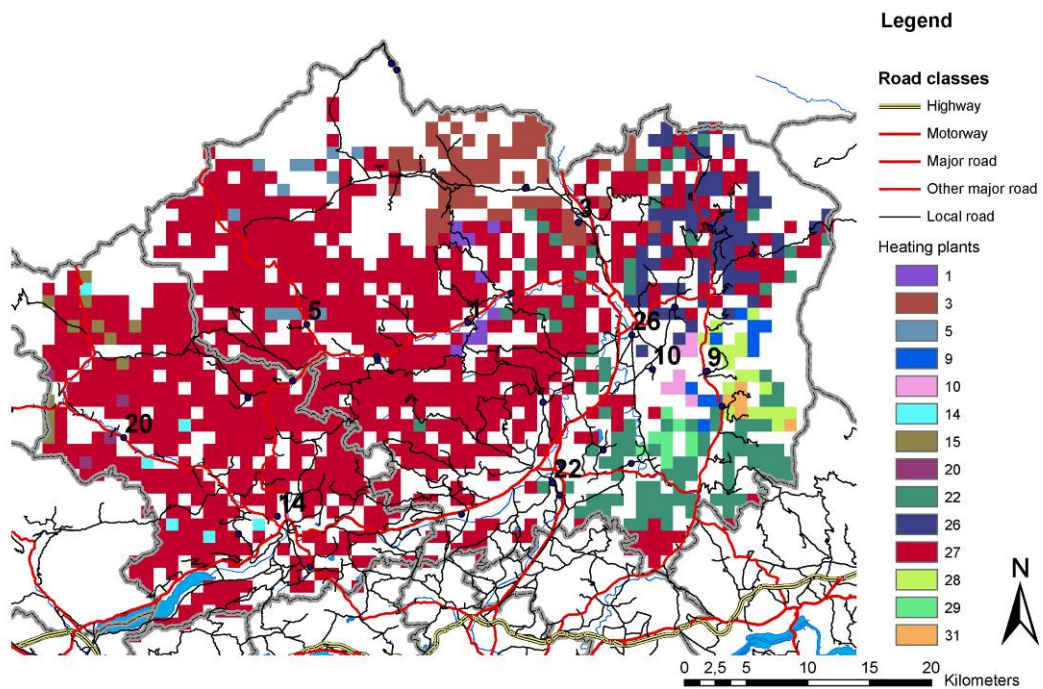 Legend
Road classes
Highway
Motorway
Major road
Other major road
Local road
Heating plants
1
3
5
9
10
14
15
20
22
26
27
28
29
31
3
5
1
26
10
9
20
22
14
N
0 2,5 5 10 15 20
Kilometers